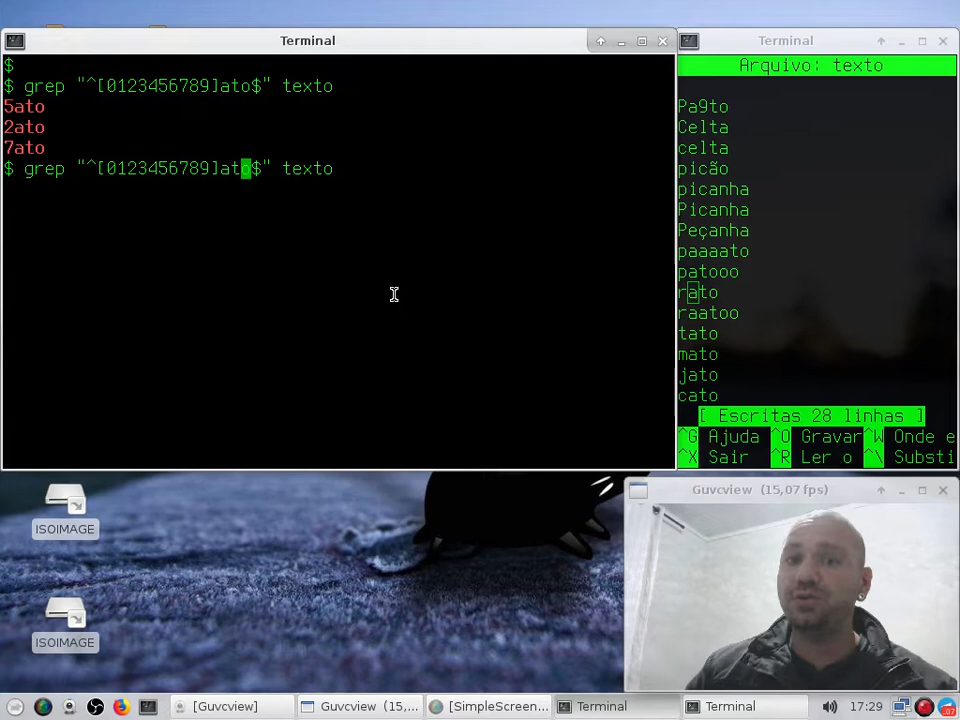 Terminal
$
$ grep "^[0123456789]ato$" texto
5ato
2ato
7ato
$ grep "^[0123456789]ato$" texto
Terminal
Arquivo: texto
Pa9to
Celta
celta
picão
picanha
Picanha
Peçanha
paaaato
patooo
rato
raatoo
tato
mato
jato
cato
[ Escritas 28 linhas ]
^G Ajuda ^O Gravar ^W Onde e
^X Sair ^R Ler o ^\ Substi
ISOIMAGE
ISOIMAGE
Guvcview (15,07 fps)
[Guvcview]
Guvcview (15,...
[SimpleScreen...
Terminal
Terminal
17:29